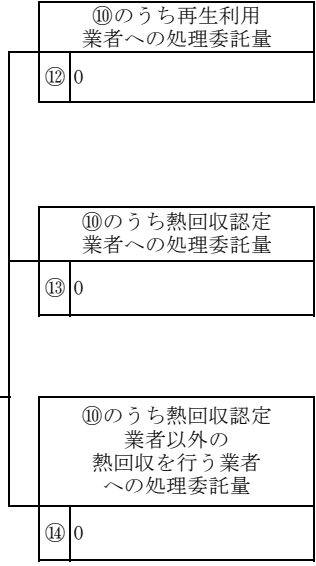 ⑩のうち再生利用
業者への処理委託量
⑫ 0
⑩のうち熱回収認定
業者への処理委託量
⑬ 0
⑩のうち熱回収認定
業者以外の
熱回収を行う業者
への処理委託量
⑭ 0